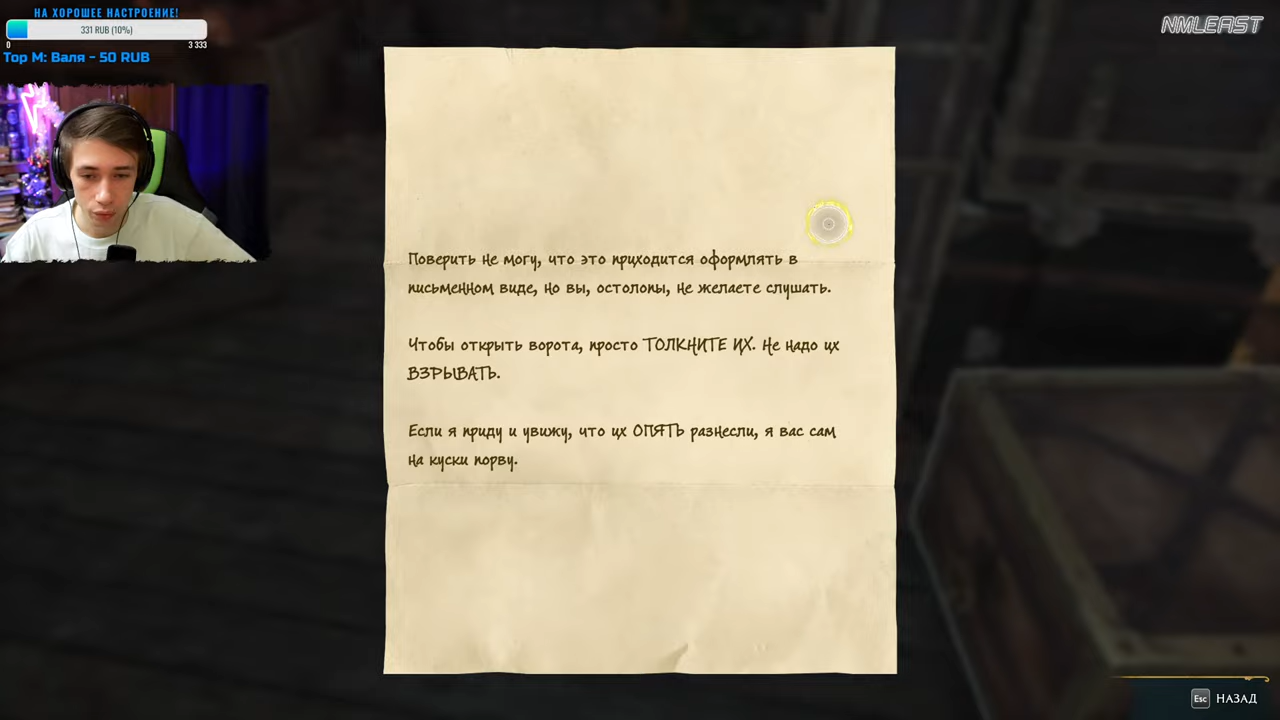 НА ХОРОШЕЕ НАСТРОЕНИЕ!
331 RUB (10%)
0 3 333
Top M: Валя - 50 RUB
NMLEAST
Поверить не могу, что это приходится оформлять в
письменном виде, но вы, остолопы, не желаете слушать.
Чтобы открыть ворота, просто ТОЛКНИТЕ ИХ. Не надо их
ВЗРЫВАТЬ.
Если я приду и увижу, что их ОПЯТЬ разнесли, я вас сам
на куски порву.
Esc НАЗАД